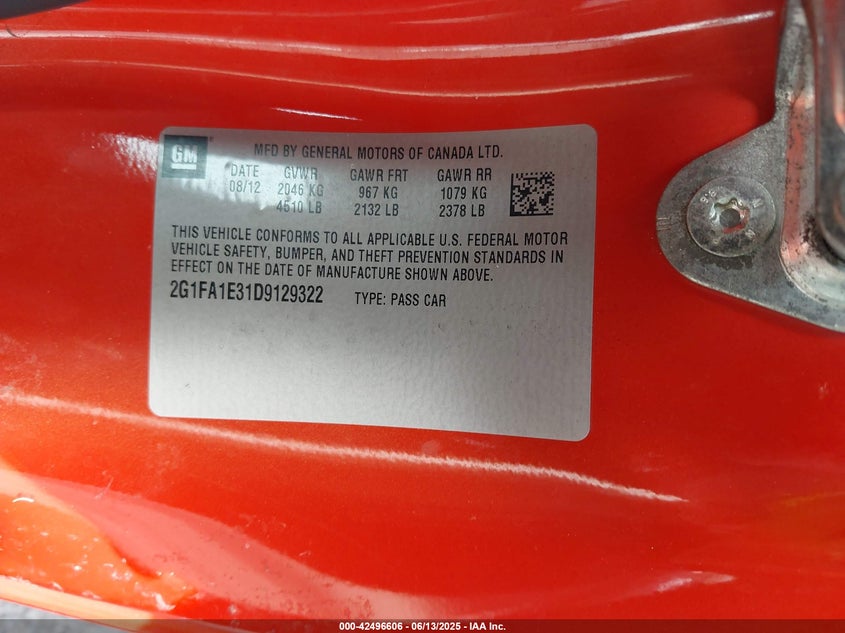 GM
MFD BY GENERAL MOTORS OF CANADA LTD.
DATE GVWR GAWR FRT GAWR RR
08/12 2046 KG 967 KG 1079 KG
4510 LB 2132 LB 2378 LB
THIS VEHICLE CONFORMS TO ALL APPLICABLE U.S. FEDERAL MOTOR
VEHICLE SAFETY, BUMPER, AND THEFT PREVENTION STANDARDS IN
EFFECT ON THE DATE OF MANUFACTURE SHOWN ABOVE.
2G1FA1E31D9129322 TYPE: PASS CAR
000-42496606 - 06/13/2025 - IAA Inc.